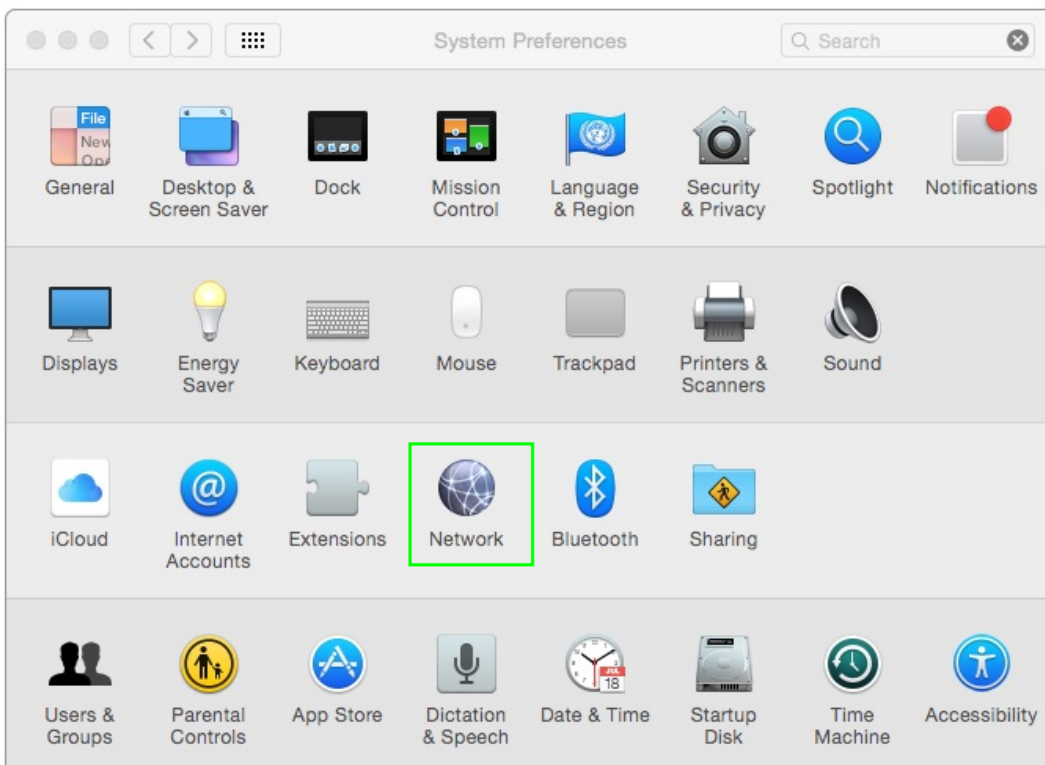 System Preferences
Search
File
New
Ope
General
Desktop &
Screen Saver
Dock
Mission
Control
Language
& Region
Security
& Privacy
Spotlight
Notifications
Displays
Energy
Saver
Keyboard
Mouse
Trackpad
Printers &
Scanners
Sound
iCloud
@
Internet
Accounts
Extensions
Network
Bluetooth
Sharing
Users &
Groups
Parental
Controls
App Store
Dictation
& Speech
JUL
18
Date & Time
Startup
Disk
Time
Machine
Accessibility